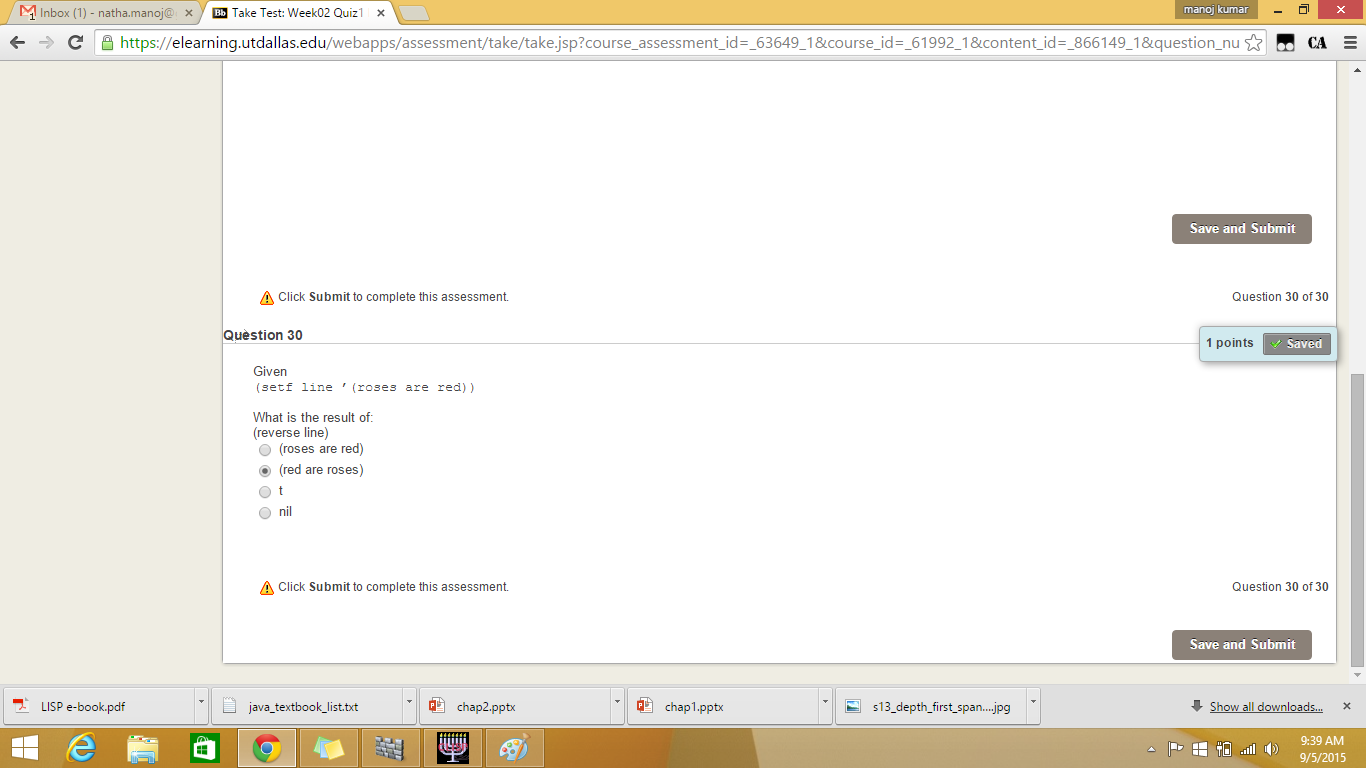 Inbox (1) - natha.manoj@
Bb Take Test: Week02 Quiz1
manoj kumar
https://elearning.utdallas.edu/webapps/assessment/take/take.jsp?course_assessment_id=_63649_1&course_id=_61992_1&content_id=_866149_1&question_nu
CA
Save and Submit
Click Submit to complete this assessment.
Question 30 of 30
Question 30
1 points
Saved
Given
(setf line ’(roses are red))
What is the result of:
(reverse line)
(roses are red)
(red are roses)
t
nil
Click Submit to complete this assessment.
Question 30 of 30
Save and Submit
LISP e-book.pdf
java_textbook_list.txt
chap2.pptx
chap1.pptx
s13_depth_first_span....jpg
Show all downloads...
9:39 AM
9/5/2015